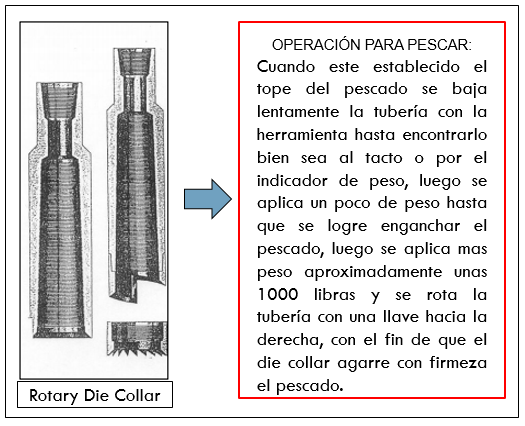 OPERACIÓN PARA PESCAR:
Cuando este establecido el
tope del pescado se baja
lentamente la tubería con la
herramienta hasta encontrarlo
bien sea al tacto o por el
indicador de peso, luego se
aplica un poco de peso hasta
que se logre enganchar el
pescado, luego se aplica mas
peso aproximadamente unas
1000 libras y se rota la
tubería con una llave hacia la
derecha, con el fin de que el
die collar agarre con firmeza
el pescado.
Rotary Die Collar